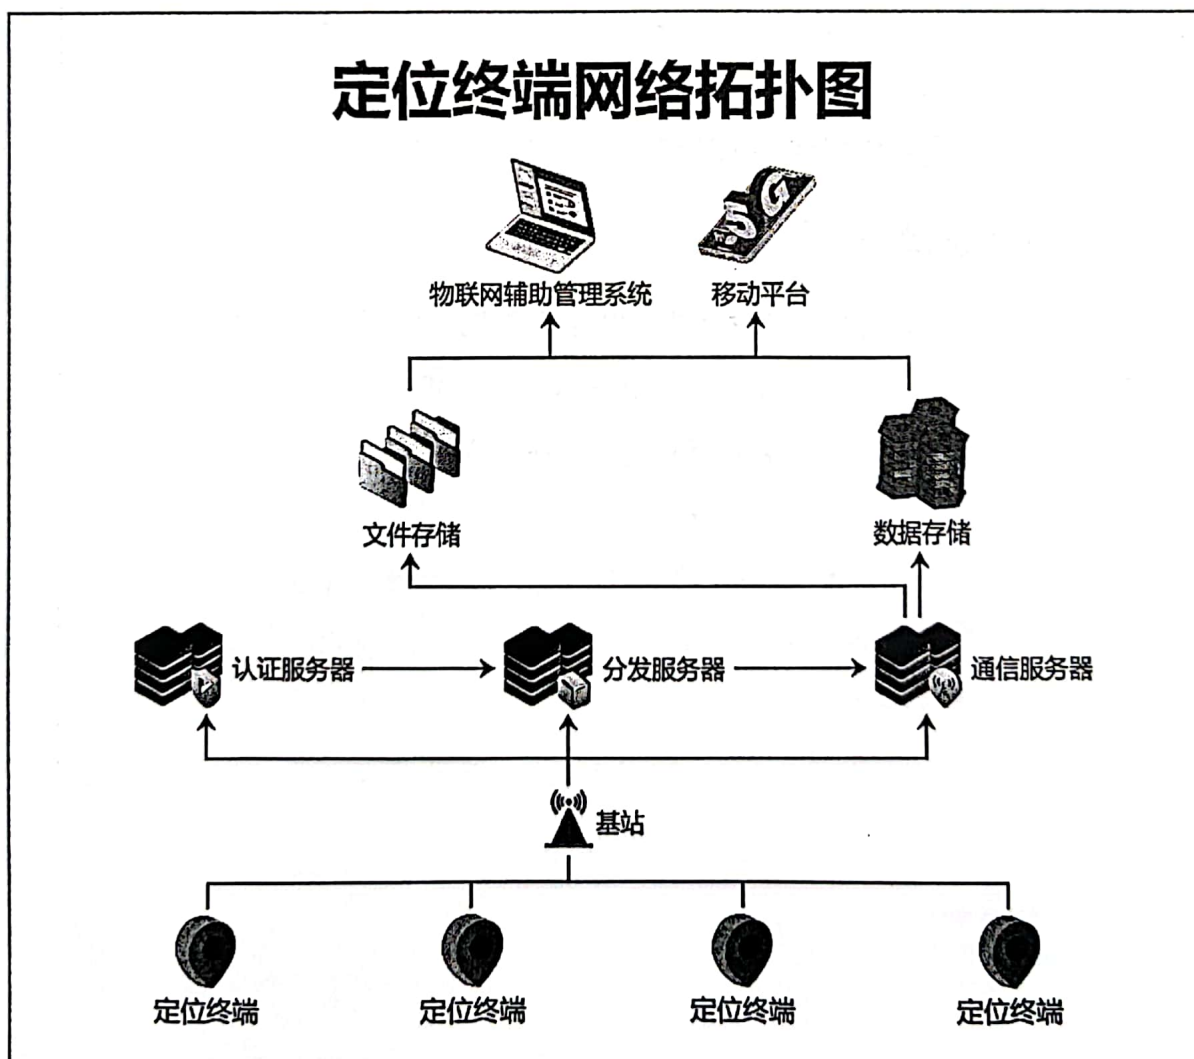 定位终端网络拓扑图
5G
物联网辅助管理系统
移动平台
文件存储
数据存储
认证服务器
分发服务器
通信服务器
基站
定位终端
定位终端
定位终端
定位终端